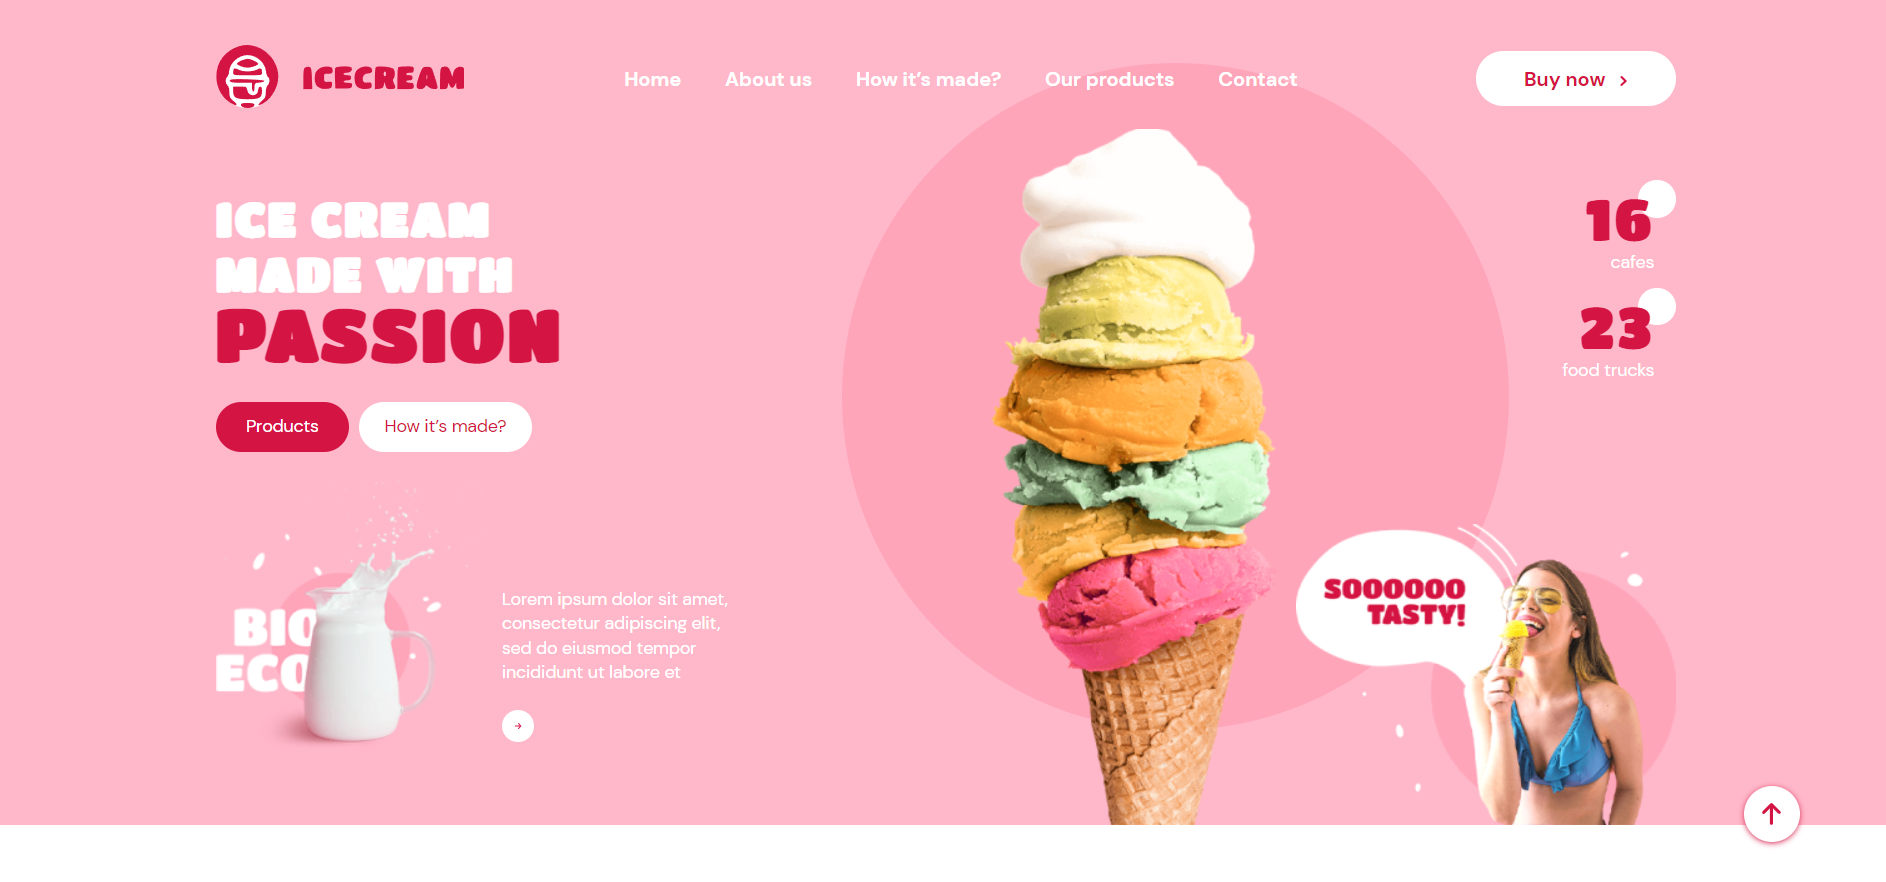 ICECREAM
Home
About us
How it's made?
Our products
Contact
Buy now
ICE CREAM
MADE WITH
PASSION
Products
How it's made?
16
cafes
23
food trucks
BIO
ECO
Lorem ipsum dolor sit amet,
consectetur adipiscing elit,
sed do eiusmod tempor
incididunt ut labore et
SOOOOOO
TASTY!